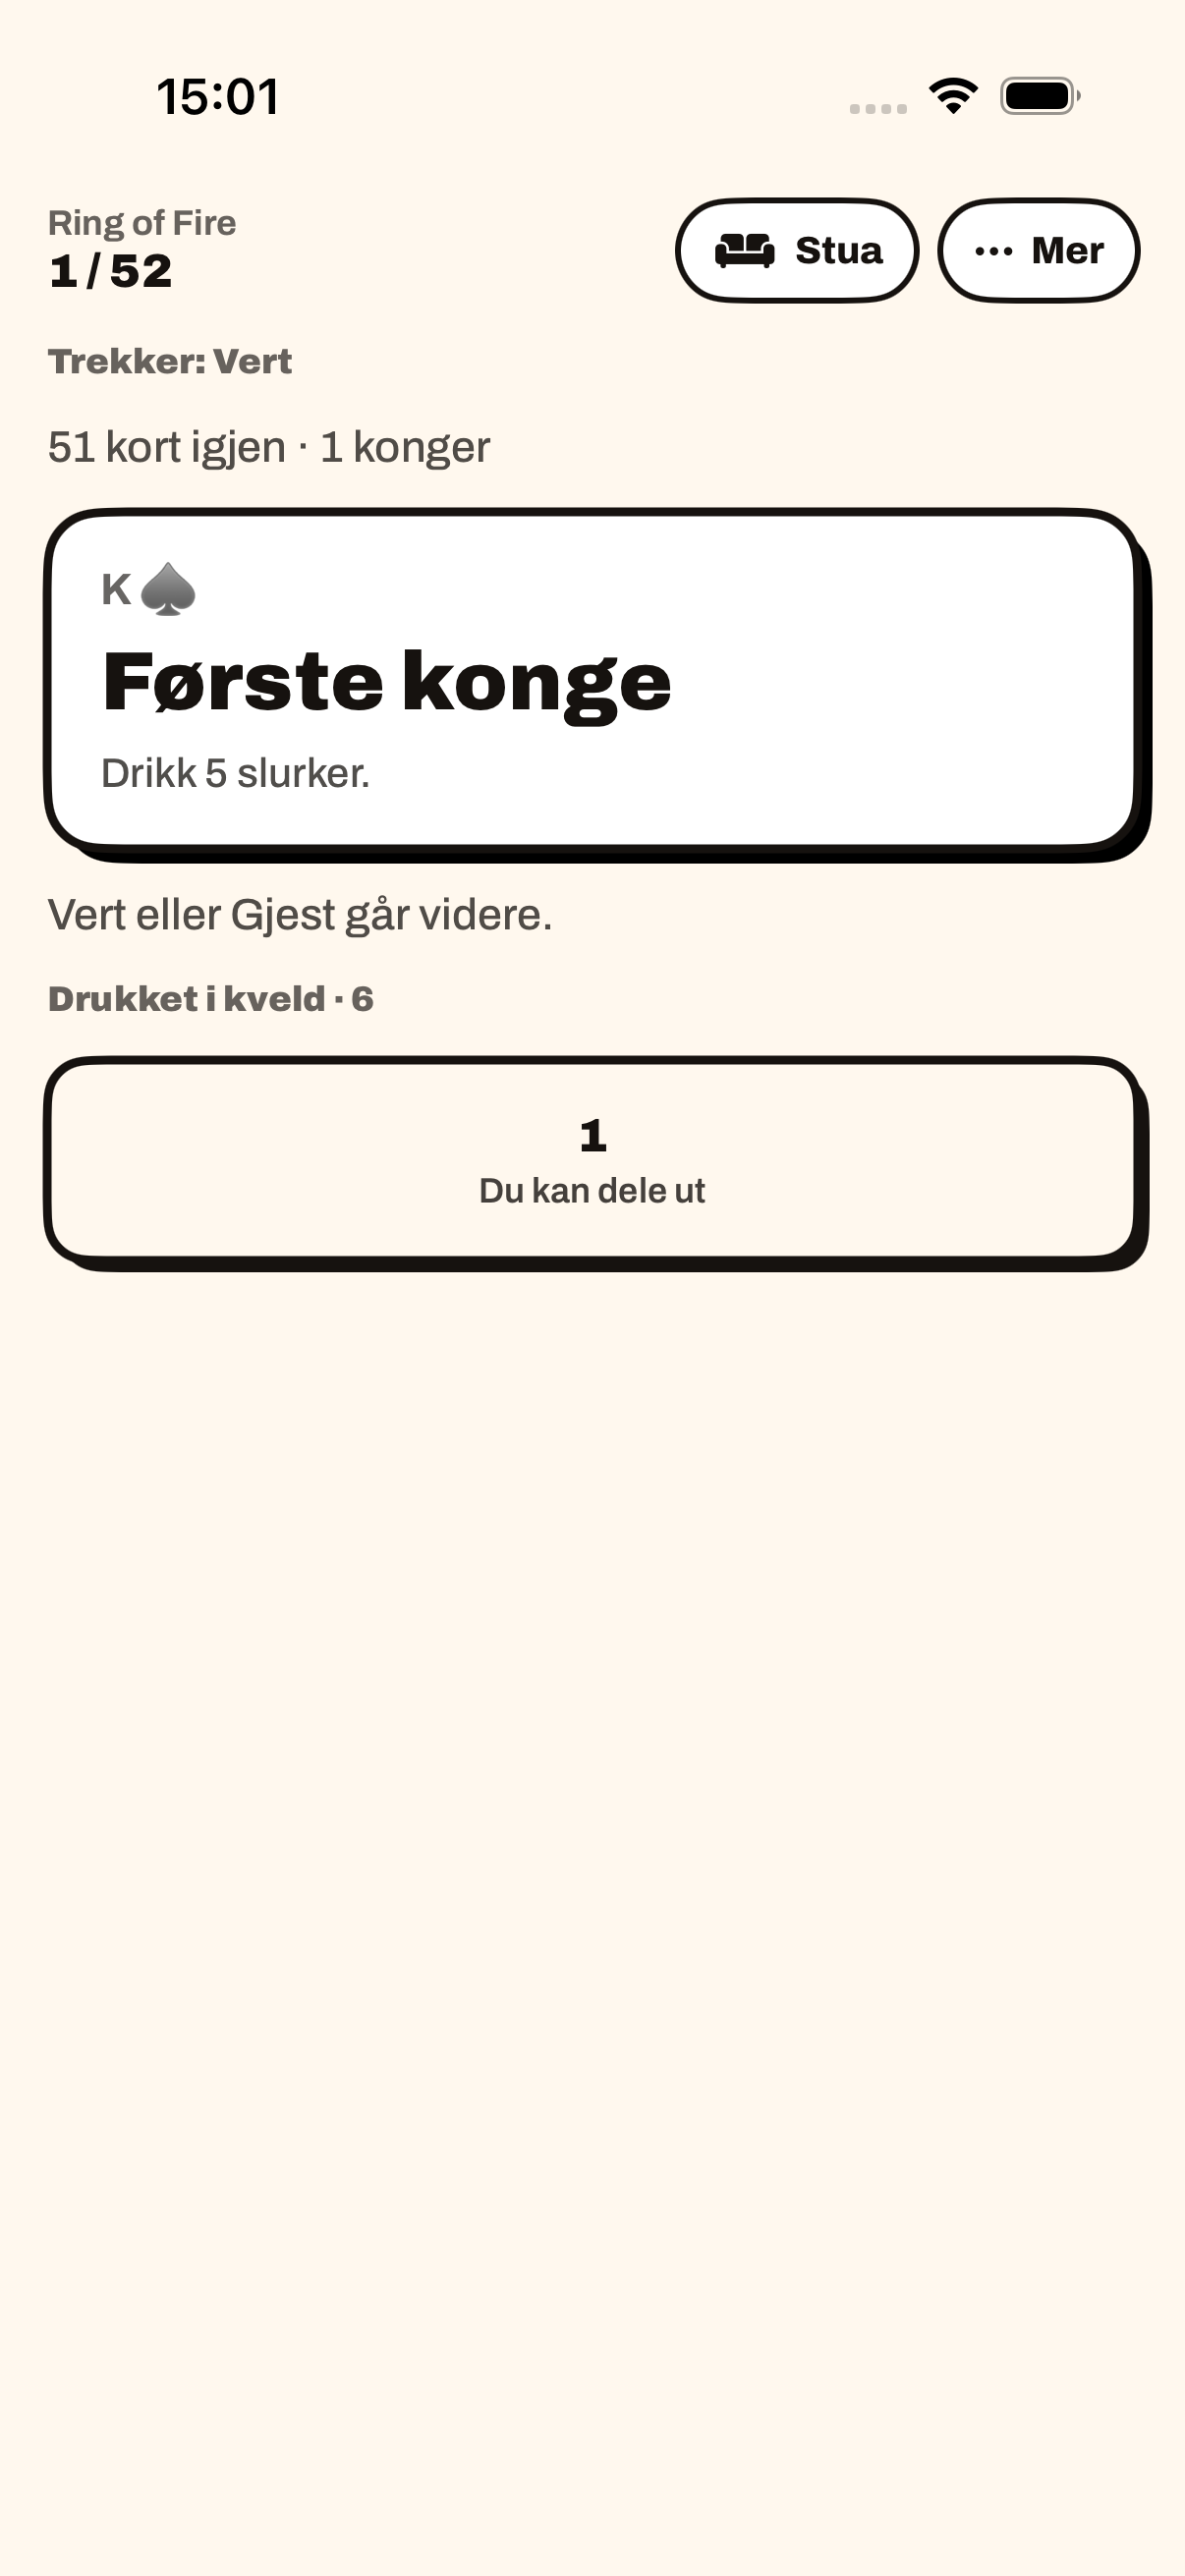 15:01
Ring of Fire
1/52
Stua
Mer
Trekker: Vert
51 kort igjen · 1 konger
K♠
Første konge
Drikk 5 slurker.
Vert eller Gjest går videre.
Drukket i kveld · 6
1
Du kan dele ut